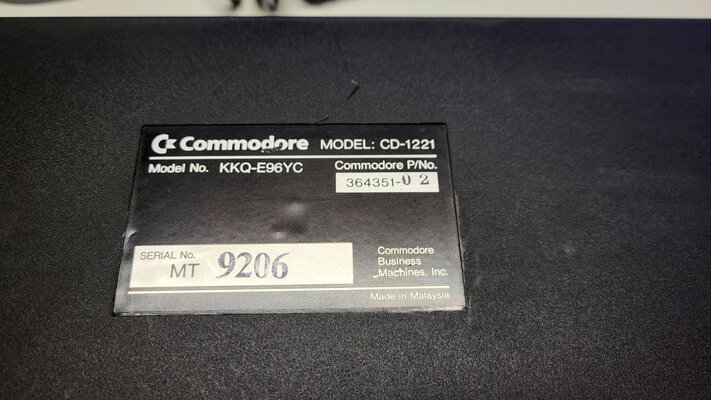 Commodore MODEL: CD-1221
Model No. KKQ-E96YC Commodore P/No.
364351-02
SERIAL No.
MT 9206
Commodore
Business
Machines, Inc.
Made in Malaysia